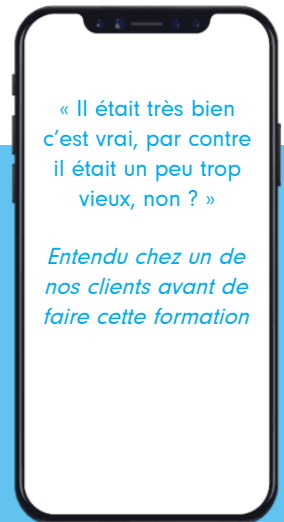 « Il était très bien
c'est vrai, par contre
il était un peu trop
vieux, non ? »
Entendu chez un de
nos clients avant de
faire cette formation